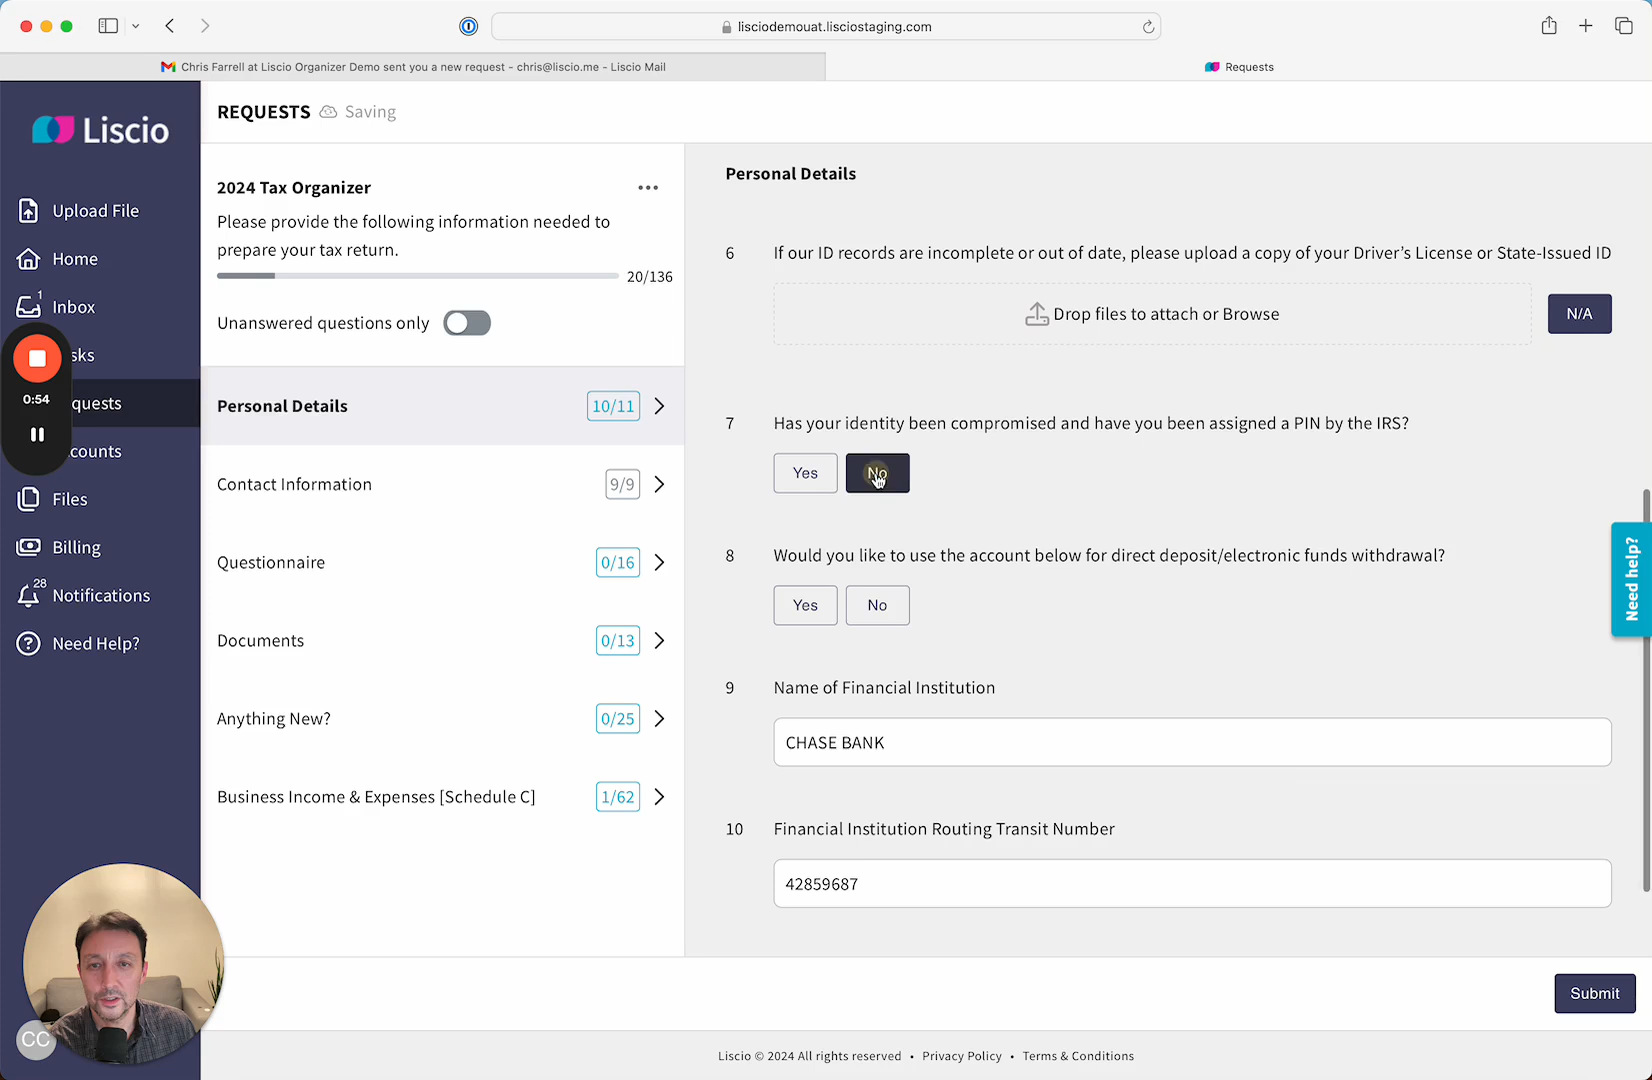 lisciodemouat.lisciostaging.com
Chris Farrell at Liscio Organizer Demo sent you a new request - chris@liscio.me - Liscio Mail
Requests
Liscio
Upload File
Home
1
Inbox
sks
0:54
quests
counts
Files
Billing
28
Notifications
Need Help?
CC
REQUESTS
Saving
2024 Tax Organizer
Please provide the following information needed to
prepare your tax return.
20/136
Unanswered questions only
Personal Details
10/11
Contact Information
9/9
Questionnaire
0/16
Documents
0/13
Anything New?
0/25
Business Income & Expenses [Schedule C]
1/62
Personal Details
6 If our ID records are incomplete or out of date, please upload a copy of your Driver’s License or State-Issued ID
Drop files to attach or Browse
N/A
7 Has your identity been compromised and have you been assigned a PIN by the IRS?
Yes No
8 Would you like to use the account below for direct deposit/electronic funds withdrawal?
Yes No
9 Name of Financial Institution
CHASE BANK
10 Financial Institution Routing Transit Number
42859687
Need help?
Submit
Liscio © 2024 All rights reserved • Privacy Policy • Terms & Conditions